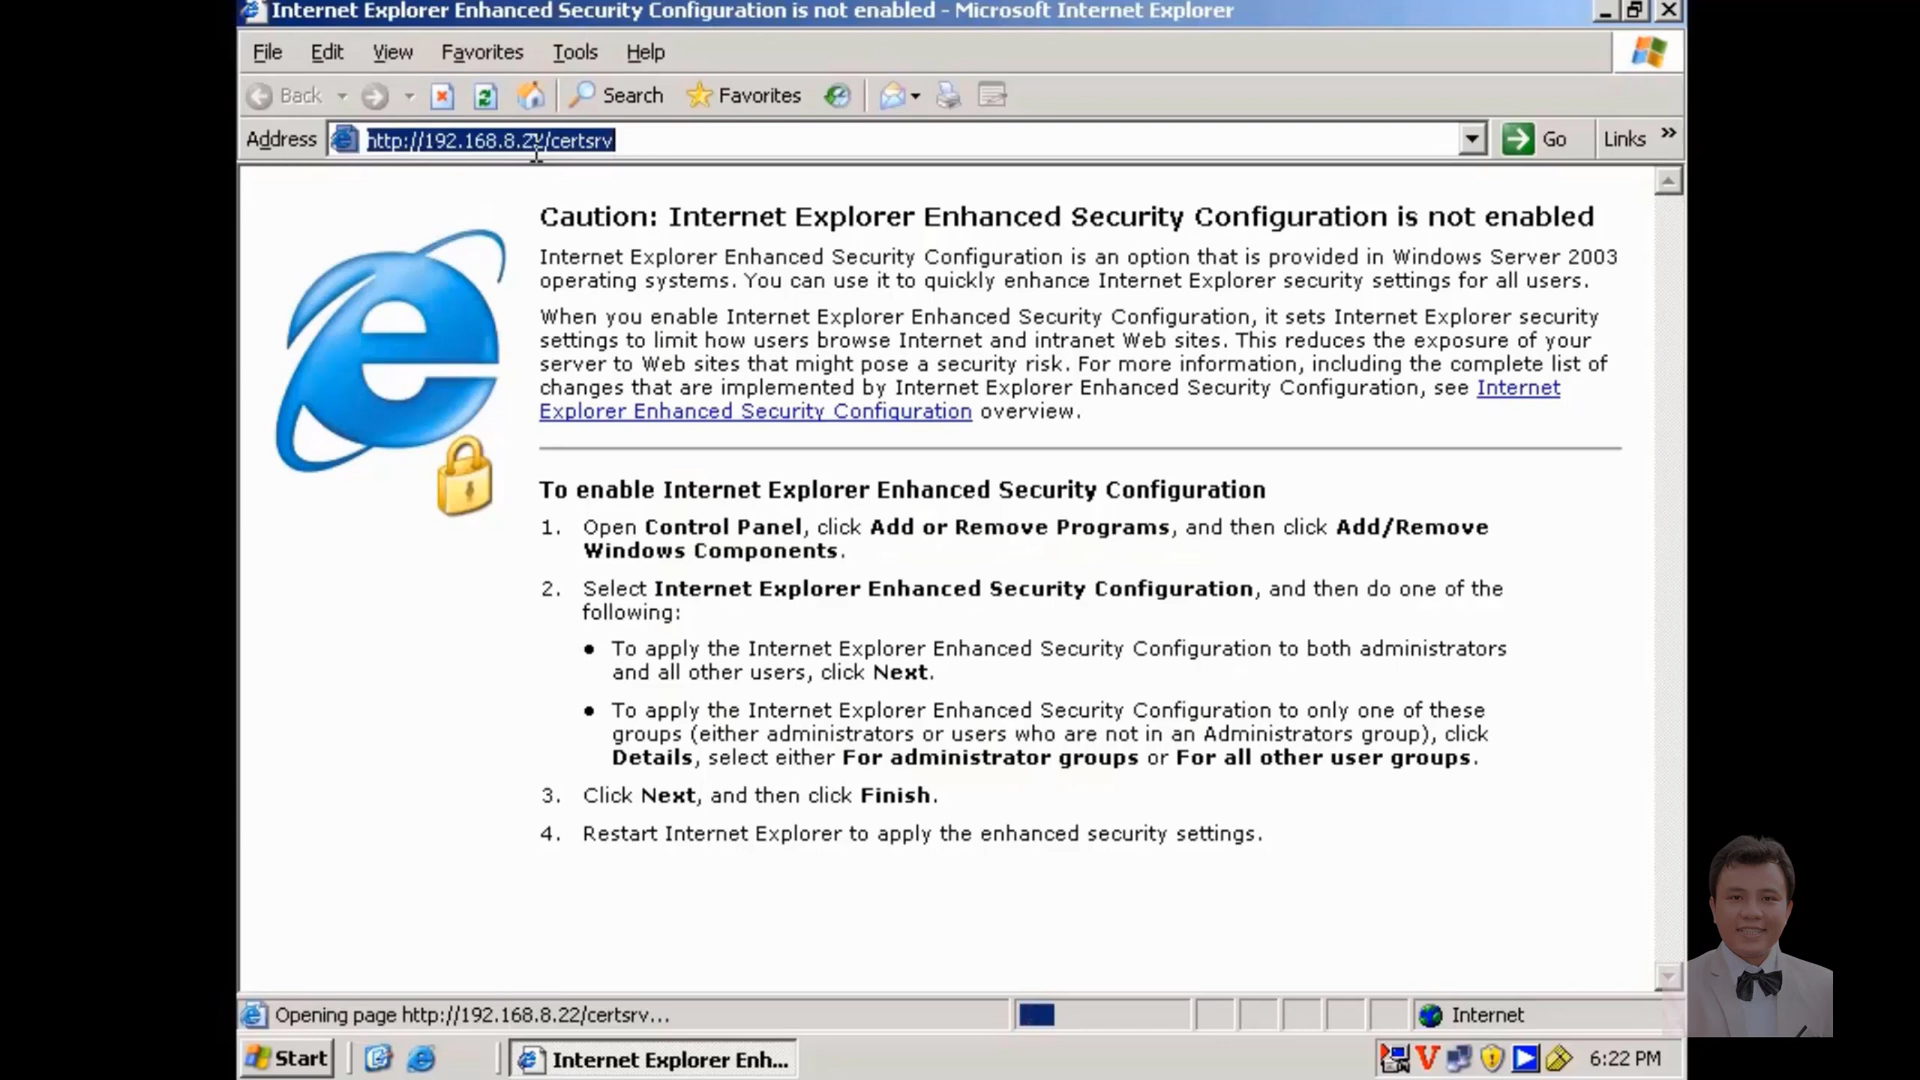 Internet Explorer Enhanced Security Configuration is not enabled - Microsoft Internet Explorer
File Edit View Favorites Tools Help
Back Search Favorites
Address http://192.168.8.22/certsrv Go Links »
Caution: Internet Explorer Enhanced Security Configuration is not enabled
Internet Explorer Enhanced Security Configuration is an option that is provided in Windows Server 2003
operating systems. You can use it to quickly enhance Internet Explorer security settings for all users.
When you enable Internet Explorer Enhanced Security Configuration, it sets Internet Explorer security
settings to limit how users browse Internet and intranet Web sites. This reduces the exposure of your
server to Web sites that might pose a security risk. For more information, including the complete list of
changes that are implemented by Internet Explorer Enhanced Security Configuration, see Internet
Explorer Enhanced Security Configuration overview.
To enable Internet Explorer Enhanced Security Configuration
1. Open Control Panel, click Add or Remove Programs, and then click Add/Remove
Windows Components.
2. Select Internet Explorer Enhanced Security Configuration, and then do one of the
following:
• To apply the Internet Explorer Enhanced Security Configuration to both administrators
and all other users, click Next.
• To apply the Internet Explorer Enhanced Security Configuration to only one of these
groups (either administrators or users who are not in an Administrators group), click
Details, select either For administrator groups or For all other user groups.
3. Click Next, and then click Finish.
4. Restart Internet Explorer to apply the enhanced security settings.
Opening page http://192.168.8.22/certsrv... Internet
Start Internet Explorer Enh... 6:22 PM